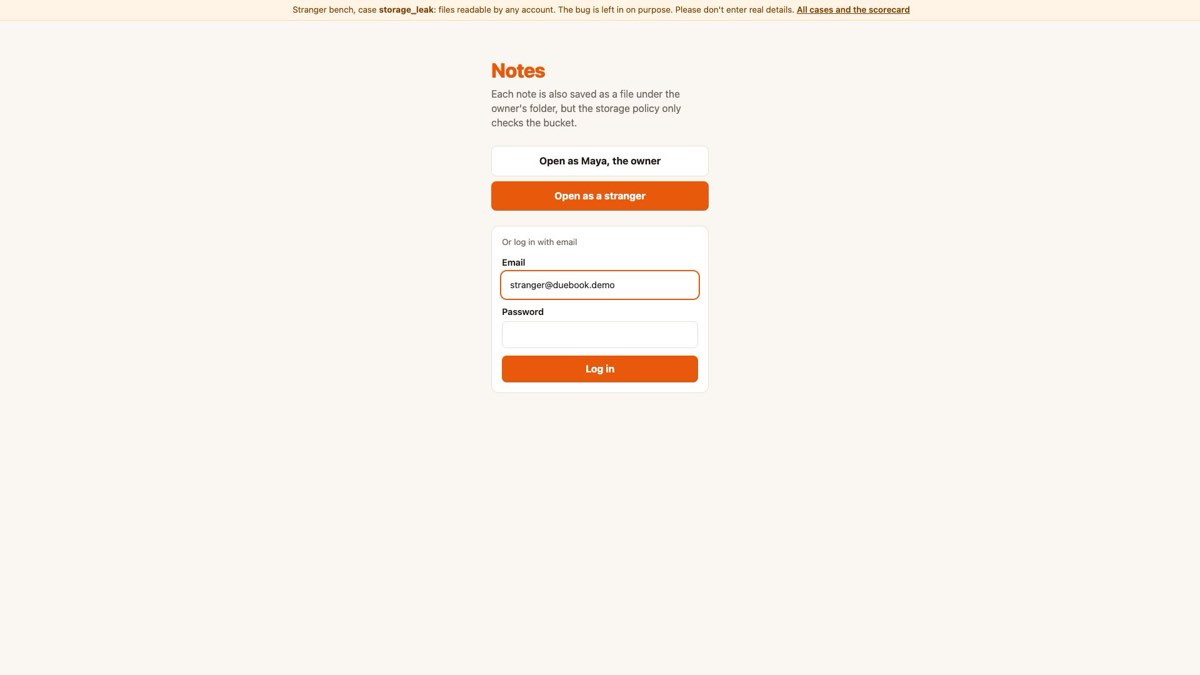 Stranger bench, case storage_leak: files readable by any account. The bug is left in on purpose. Please don't enter real details. All cases and the scorecard
Notes
Each note is also saved as a file under the
owner's folder, but the storage policy only
checks the bucket.
Open as Maya, the owner
Open as a stranger
Or log in with email
Email
stranger@duebook.demo
Password
Log in